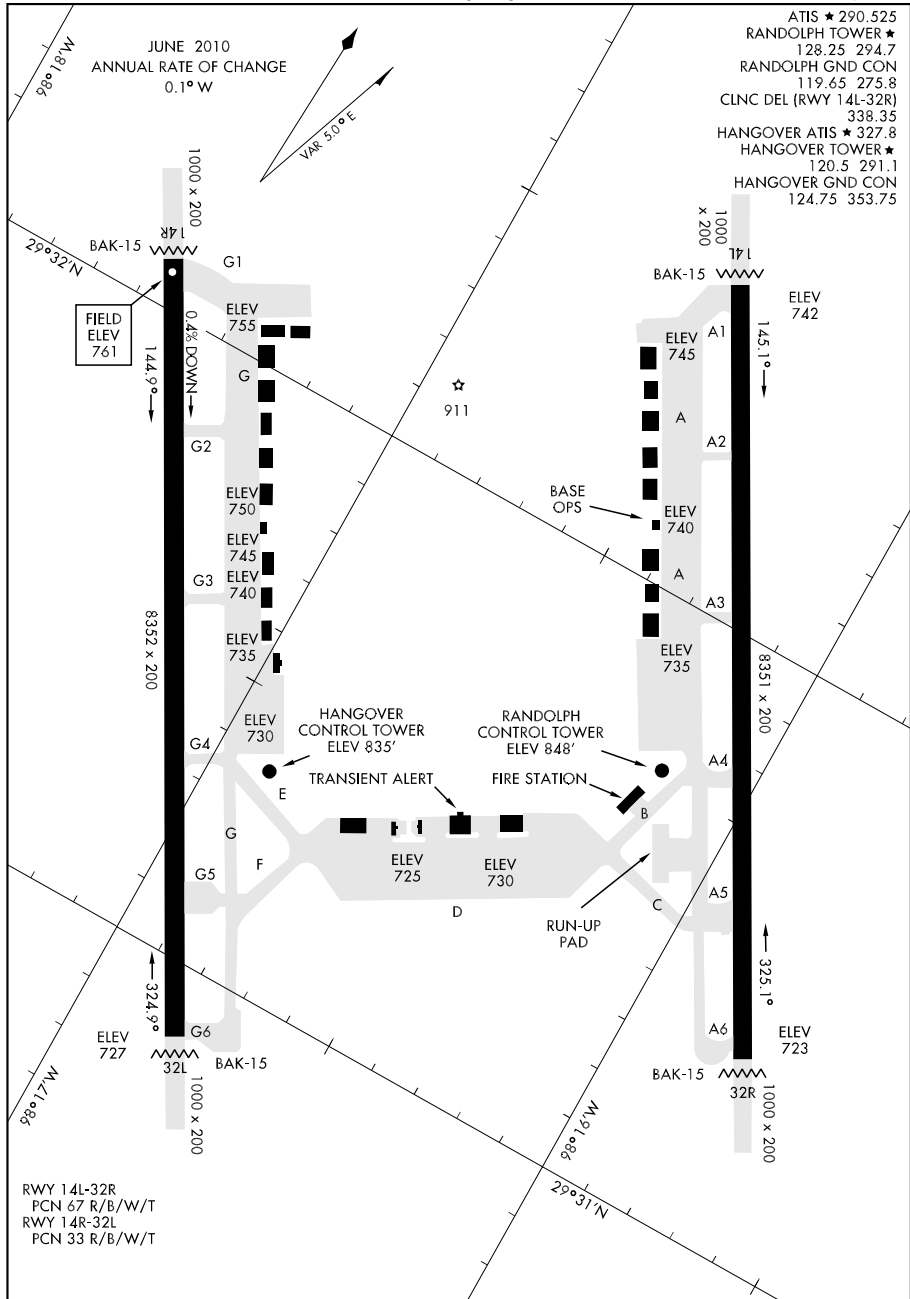 ATIS ★ 290.525
RANDOLPH TOWER ★
128.25 294.7
RANDOLPH GND CON
119.65 275.8
CLNC DEL (RWY 14L-32R)
338.35
HANGOVER ATIS ★ 327.8
HANGOVER TOWER ★
120.5 291.1
HANGOVER GND CON
124.75 353.75
JUNE 2010
ANNUAL RATE OF CHANGE
0.1° W
VAR 5.0° E
98°18'W
29°32'N
1000 x 200
14R
BAK-15
G1
FIELD
ELEV
761
0.4% DOWN
144.9°
ELEV
755
G
G2
ELEV
750
ELEV
745
G3
ELEV
740
ELEV
735
8352 x 200
ELEV
730
G4
HANGOVER
CONTROL TOWER
ELEV 835'
E
G
F
G5
324.9°
G6
ELEV
727
32L
BAK-15
1000 x 200
98°17'W
911
BASE
OPS
TRANSIENT ALERT
ELEV
725
ELEV
730
D
1000
x 200
14L
BAK-15
ELEV
742
A1
ELEV
745
145.1°
A
A2
ELEV
740
A
A3
ELEV
735
8351 x 200
RANDOLPH
CONTROL TOWER
ELEV 848'
FIRE STATION
A4
B
RUN-UP
PAD
C
A5
325.1°
A6
ELEV
723
BAK-15
32R
1000 x 200
98°16'W
29°31'N
RWY 14L-32R
PCN 67 R/B/W/T
RWY 14R-32L
PCN 33 R/B/W/T